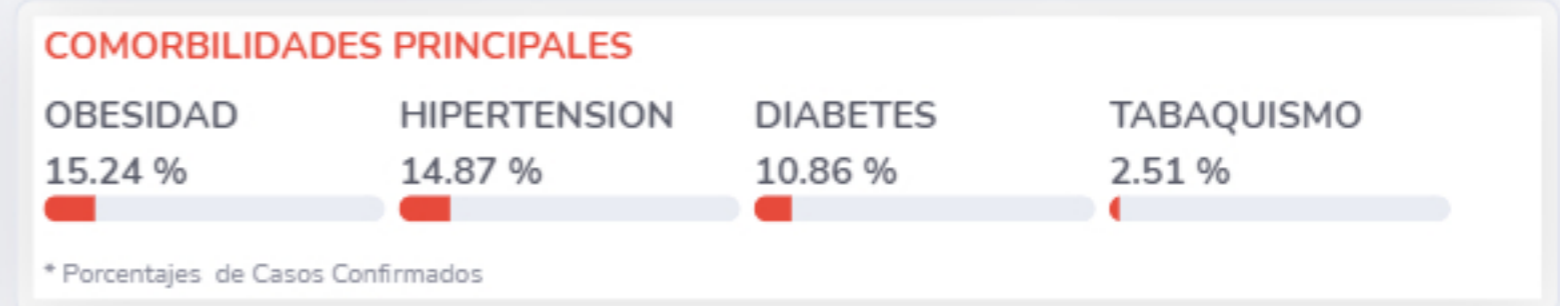 COMORBILIDADES PRINCIPALES
OBESIDAD HIPERTENSION DIABETES TABAQUISMO
15.24 % 14.87 % 10.86 % 2.51 %
* Porcentajes de Casos Confirmados